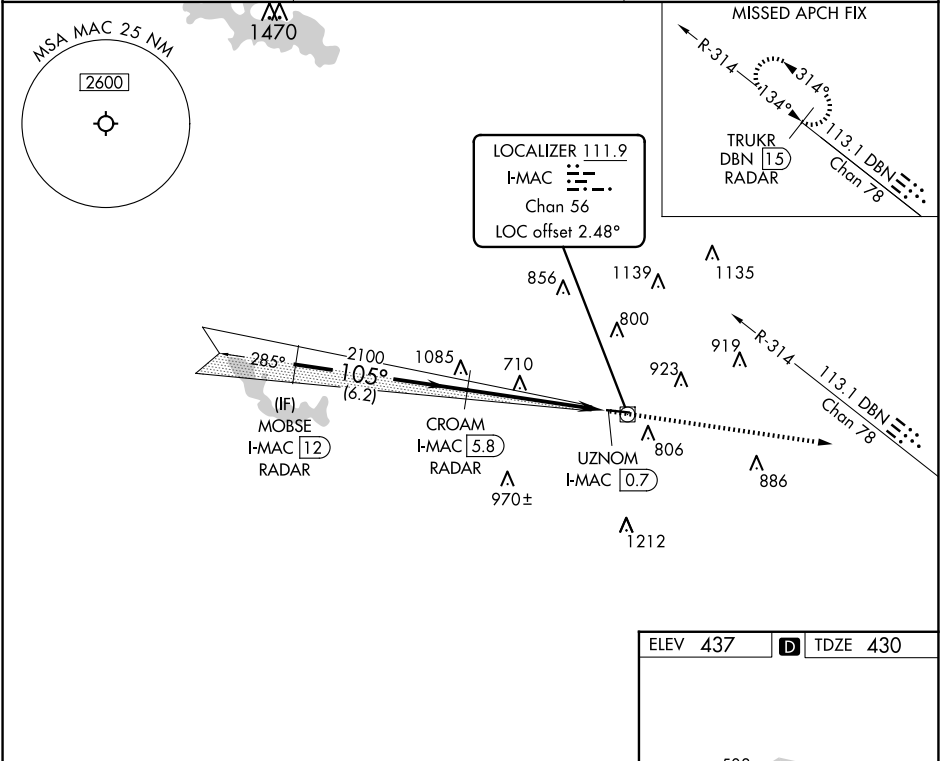 1470
MSA MAC 25 NM
2600
MISSED APCH FIX
R-314
314°
134°
TRUKR
DBN 15
RADAR
113.1 DBN
Chan 78
LOCALIZER 111.9
I-MAC
Chan 56
LOC offset 2.48°
856
1139
1135
800
919
923
R-314
113.1 DBN
Chan 78
285°
2100
105°
(6.2)
1085
710
(IF)
MOBSE
I-MAC 12
RADAR
CROAM
I-MAC 5.8
RADAR
970±
UZNOM
I-MAC 0.7
806
886
1212
ELEV 437 D TDZE 430